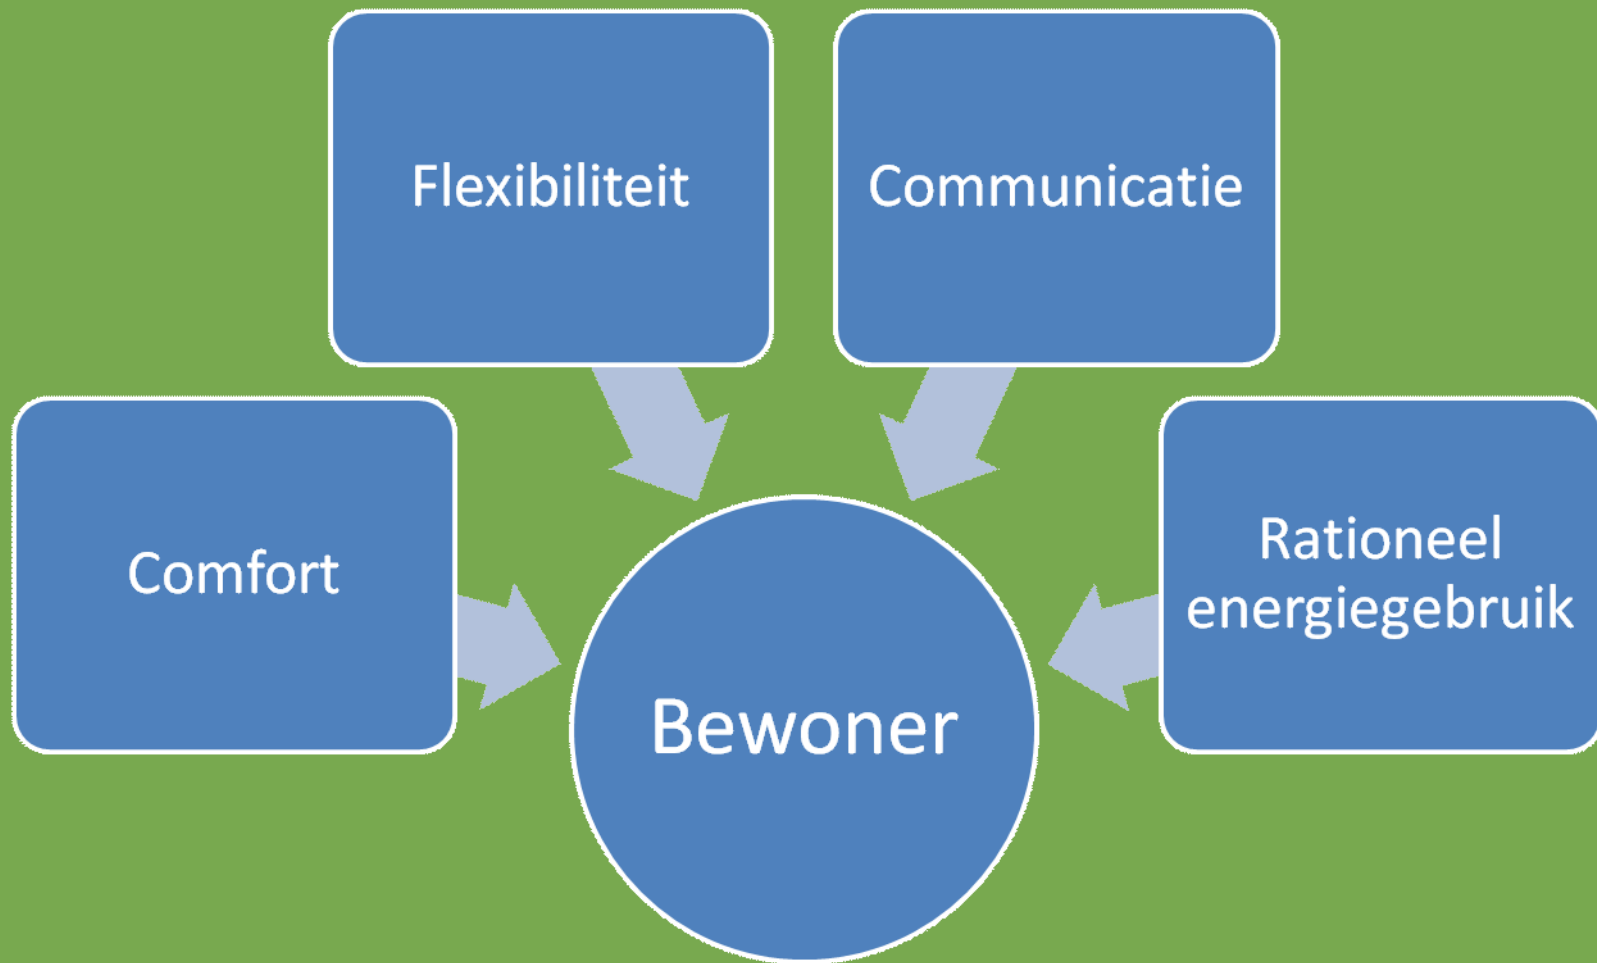 Flexibiliteit
Communicatie
Comfort
Rationeel
energiegebruik
Bewoner